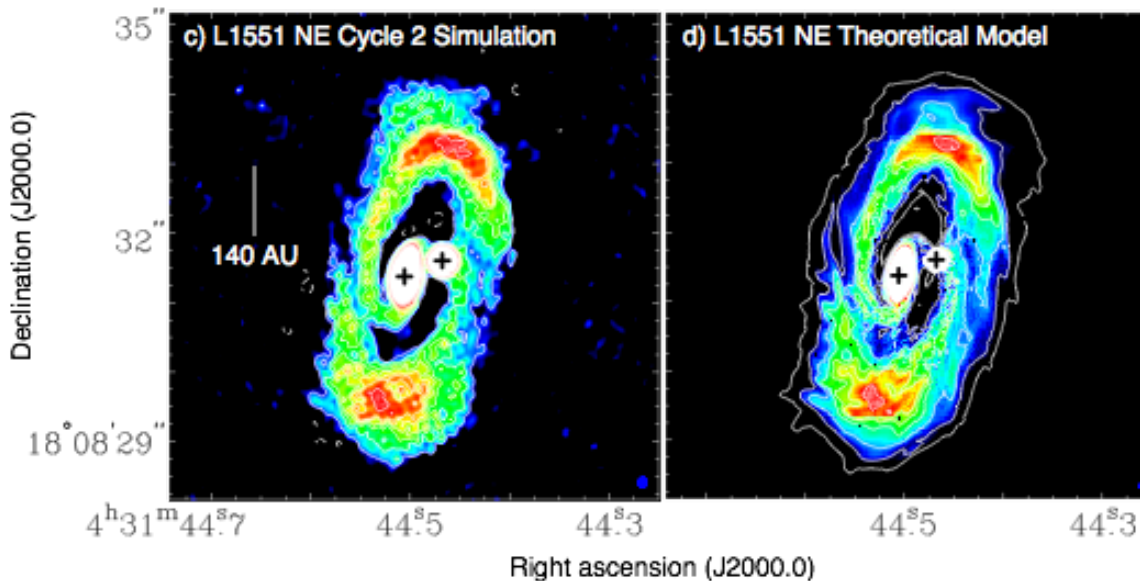 c) L1551 NE Cycle 2 Simulation
d) L1551 NE Theoretical Model
35″
32″
18°08′29″
140 AU
Declination (J2000.0)
4ʰ31ᵐ44ˢ.7
44ˢ.5
44ˢ.3
44ˢ.5
44ˢ.3
Right ascension (J2000.0)